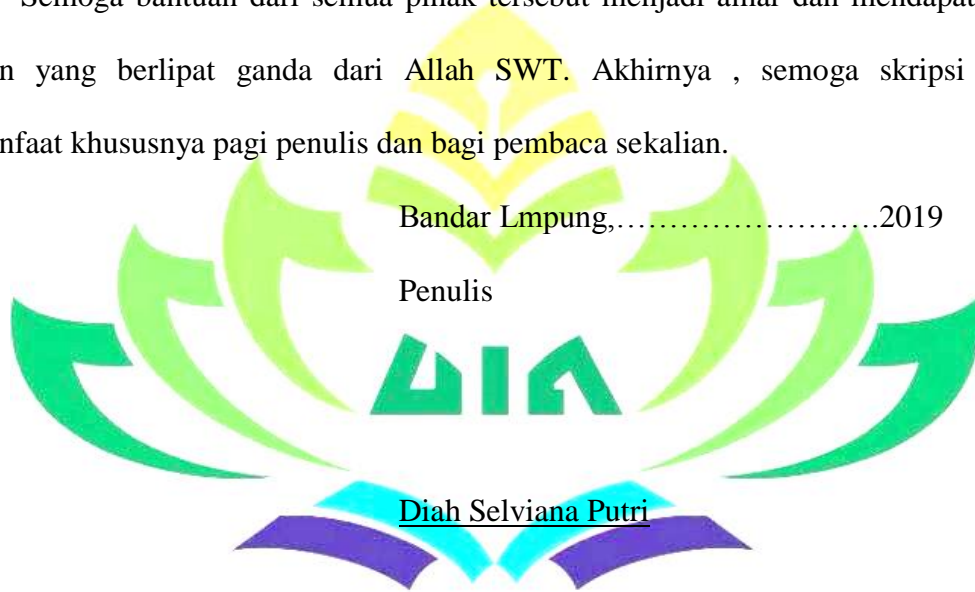 Semoga bantuan dari semua pihak tersebut menjadi amal dan mendapat
n yang berlipat ganda dari Allah SWT. Akhirnya , semoga skripsi
nfaat khususnya pagi penulis dan bagi pembaca sekalian.
Bandar Lmpung,…………………….2019
Penulis
UIN
Diah Selviana Putri